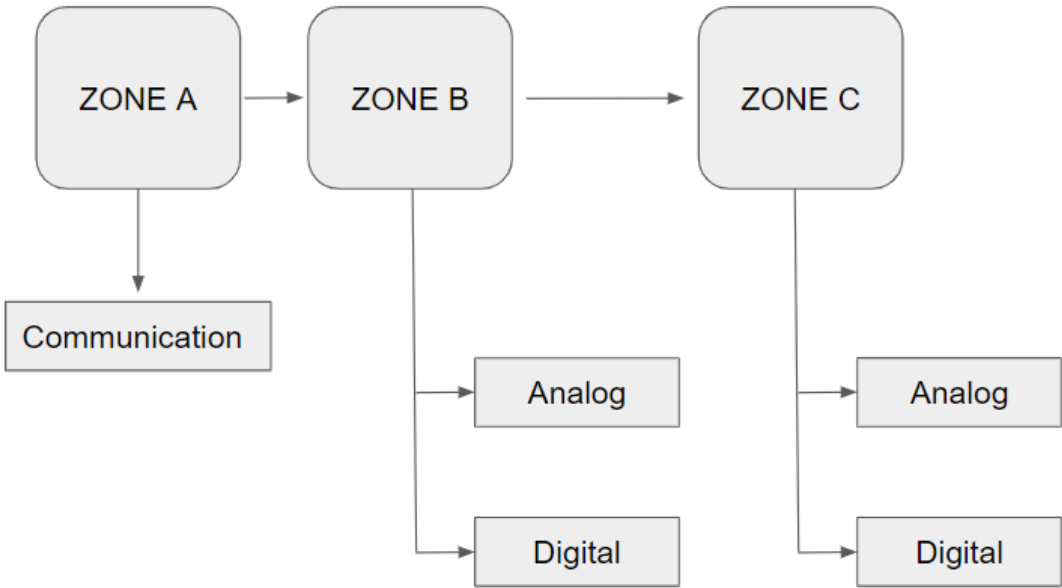 ZONE A
ZONE B
ZONE C
Communication
Analog
Analog
Digital
Digital